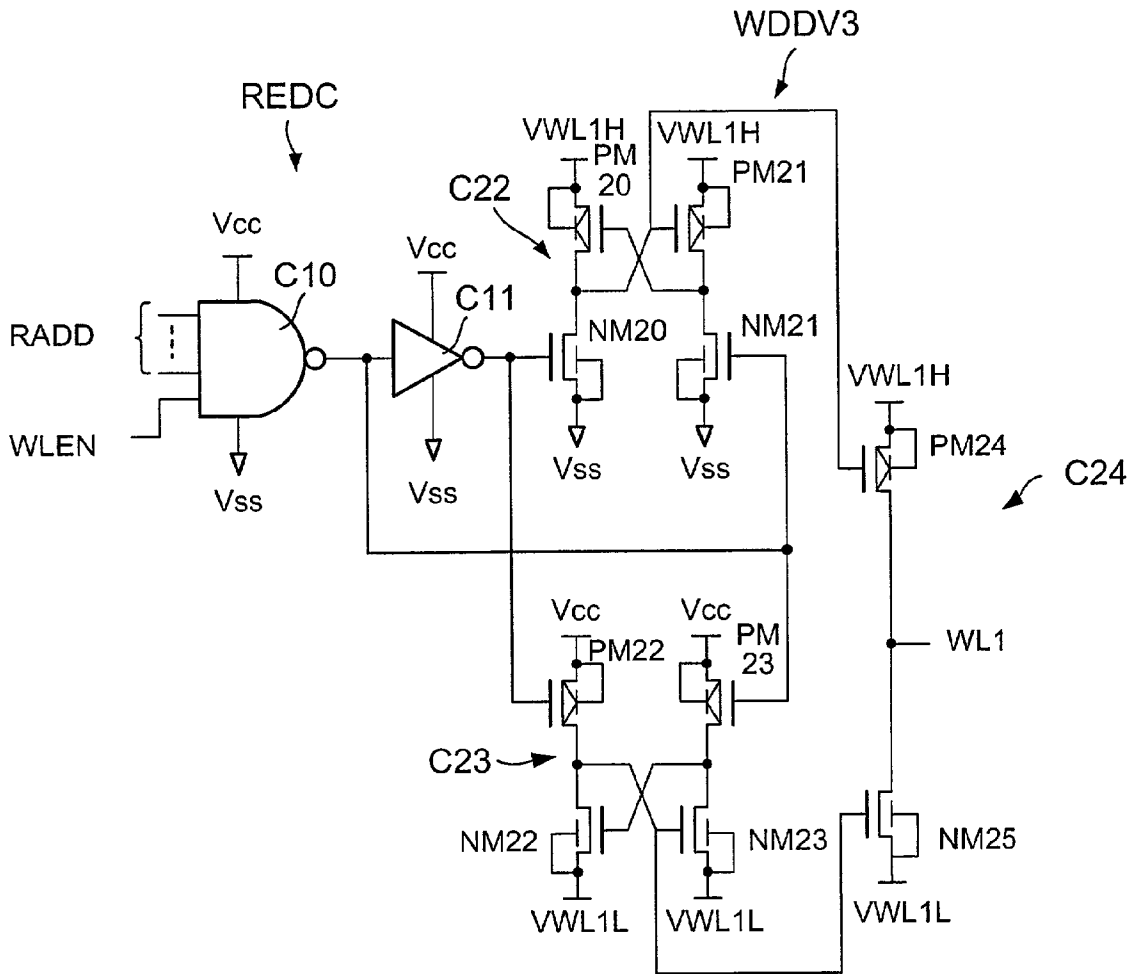 WDDV3
REDC
VWL1H
VWL1H
PM
20
PM21
C22
Vcc
Vcc
C10
C11
RADD
NM20
NM21
WLEN
Vss
Vss
Vss
Vss
VWL1H
PM24
C24
Vcc
Vcc
PM22
PM
23
WL1
C23
NM22
NM23
NM25
VWL1L
VWL1L
VWL1L